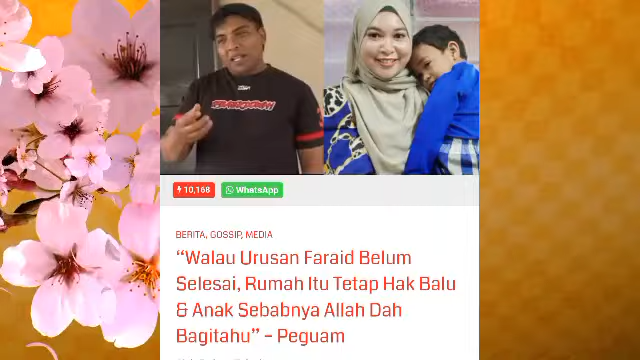 10,168
WhatsApp
BERITA, GOSSIP, MEDIA
“Walau Urusan Faraid Belum
Selesai, Rumah Itu Tetap Hak Balu
& Anak Sebabnya Allah Dah
Bagitahu” – Peguam